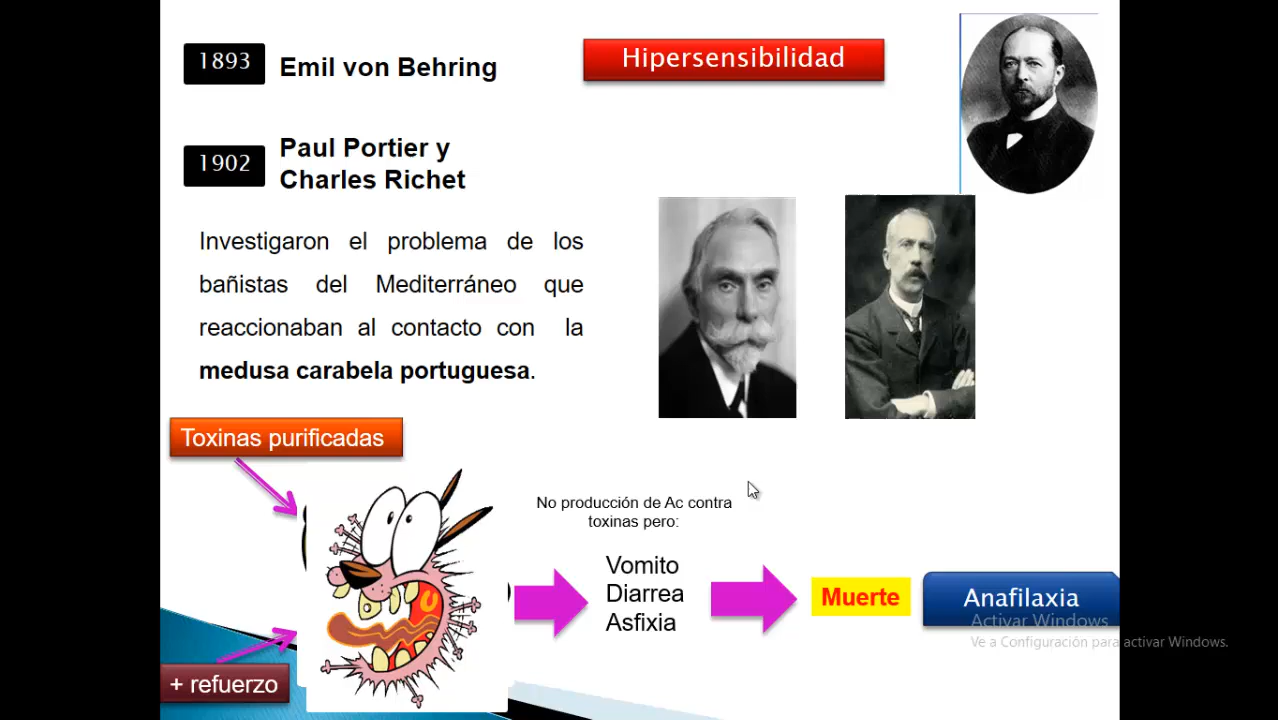 1893
Emil von Behring
Hipersensibilidad
1902
Paul Portier y
Charles Richet
Investigaron el problema de los
bañistas del Mediterráneo que
reaccionaban al contacto con la
medusa carabela portuguesa.
Toxinas purificadas
No producción de Ac contra
toxinas pero:
Vomito
Diarrea
Asfixia
Muerte
Anafilaxia
+ refuerzo
Activar Windows
Ve a Configuración para activar Windows.